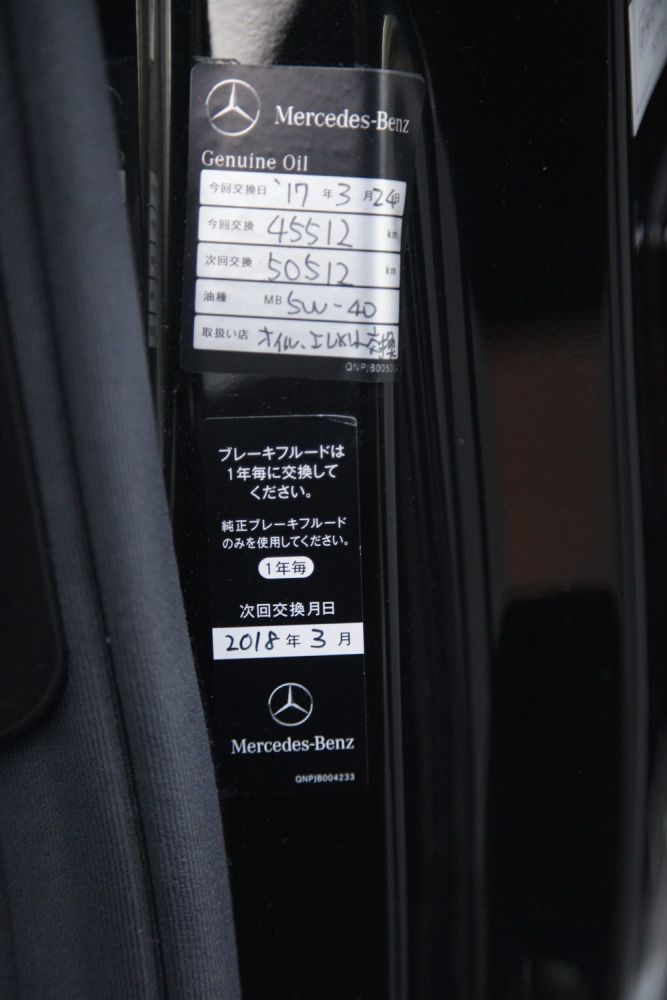 Mercedes-Benz
Genuine Oil
今回交換日 '17 年 3 月 24 日
今回交換 45512 km
次回交換 50512 km
油種 MB 5W-40
取扱い店 オイル、エレメント交換
ブレーキフルードは
1年毎に交換して
ください。
純正ブレーキフルード
のみを使用してください。
1年毎
次回交換月日
2018 年 3 月
Mercedes-Benz
QNPJB004233